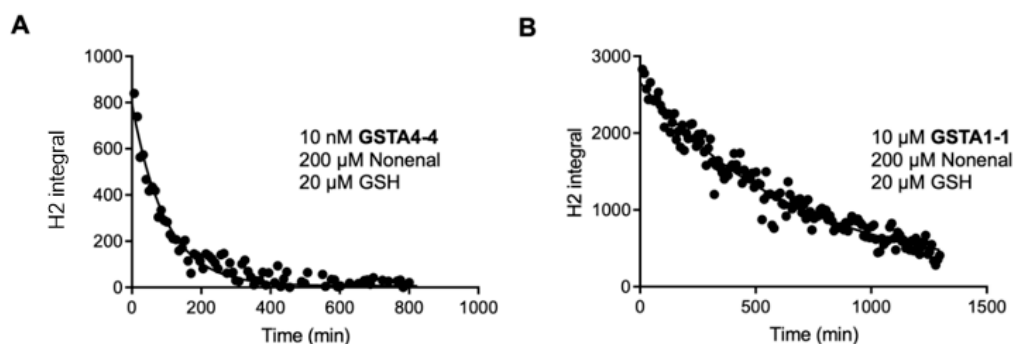 A
H2 integral
1000
800
600
400
200
0
0 200 400 600 800 1000
Time (min)
10 nM GSTA4-4
200 µM Nonenal
20 µM GSH
B
H2 integral
3000
2000
1000
0
0 500 1000 1500
Time (min)
10 µM GSTA1-1
200 µM Nonenal
20 µM GSH